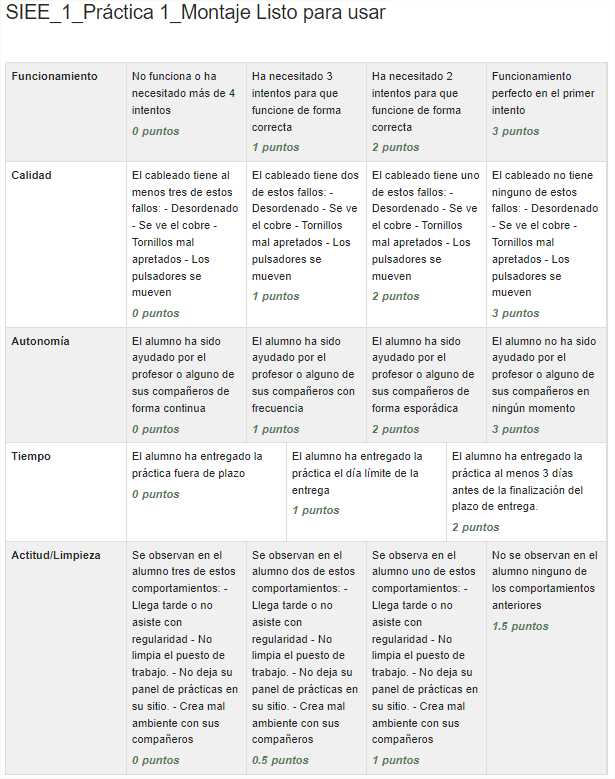 SIEE_1_Práctica 1_Montaje Listo para usar
Funcionamiento
No funciona o ha
necesitado más de 4
intentos
0 puntos
Ha necesitado 3
intentos para que
funcione de forma
correcta
1 puntos
Ha necesitado 2
intentos para que
funcione de forma
correcta
2 puntos
Funcionamiento
perfecto en el primer
intento
3 puntos
Calidad
El cableado tiene al
menos tres de estos
fallos: - Desordenado
- Se ve el cobre -
Tornillos mal
apretados - Los
pulsadores se
mueven
0 puntos
El cableado tiene dos
de estos fallos: -
Desordenado - Se ve
el cobre - Tornillos
mal apretados - Los
pulsadores se
mueven
1 puntos
El cableado tiene uno
de estos fallos: -
Desordenado - Se ve
el cobre - Tornillos
mal apretados - Los
pulsadores se
mueven
2 puntos
El cableado no tiene
ninguno de estos
fallos: - Desordenado
- Se ve el cobre -
Tornillos mal
apretados - Los
pulsadores se
mueven
3 puntos
Autonomía
El alumno ha sido
ayudado por el
profesor o alguno de
sus compañeros de
forma continua
0 puntos
El alumno ha sido
ayudado por el
profesor o alguno de
sus compañeros con
frecuencia
1 puntos
El alumno ha sido
ayudado por el
profesor o alguno de
sus compañeros de
forma esporádica
2 puntos
El alumno no ha sido
ayudado por el
profesor o alguno de
sus compañeros en
ningún momento
3 puntos
Tiempo
El alumno ha entregado la
práctica fuera de plazo
0 puntos
El alumno ha entregado la
práctica el día límite de la
entrega
1 puntos
El alumno ha entregado la
práctica al menos 3 días
antes de la finalización del
plazo de entrega.
2 puntos
Actitud/Limpieza
Se observan en el
alumno tres de estos
comportamientos: -
Llega tarde o no
asiste con
regularidad - No
limpia el puesto de
trabajo. - No deja su
panel de prácticas en
su sitio. - Crea mal
ambiente con sus
compañeros
0 puntos
Se observan en el
alumno dos de estos
comportamientos: -
Llega tarde o no
asiste con
regularidad - No
limpia el puesto de
trabajo. - No deja su
panel de prácticas en
su sitio. - Crea mal
ambiente con sus
compañeros
0.5 puntos
Se observa en el
alumno uno de estos
comportamientos: -
Llega tarde o no
asiste con
regularidad - No
limpia el puesto de
trabajo. - No deja su
panel de prácticas en
su sitio. - Crea mal
ambiente con sus
compañeros
1 puntos
No se observan en el
alumno ninguno de
los comportamientos
anteriores
1.5 puntos